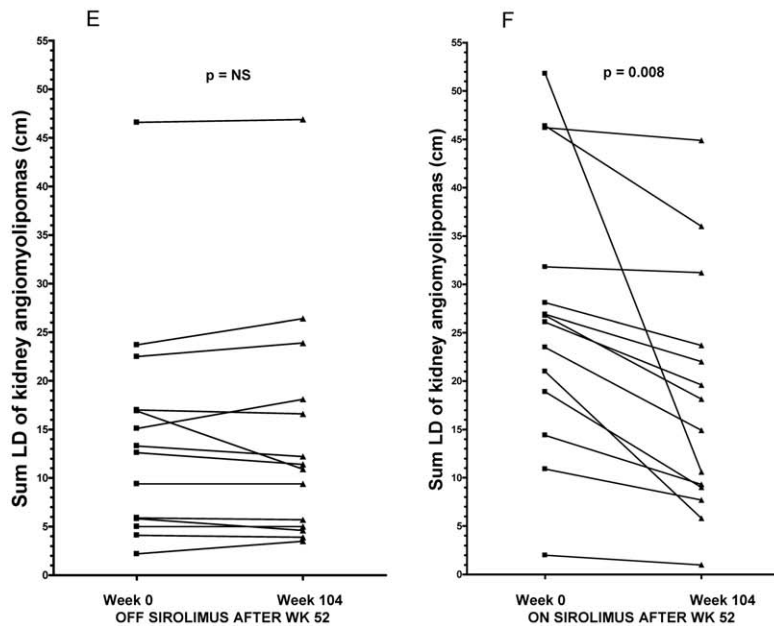 E
p = NS
Sum LD of kidney angiomyolipomas (cm)
55
50
45
40
35
30
25
20
15
10
5
0
Week 0 Week 104
OFF SIROLIMUS AFTER WK 52
F
p = 0.008
Sum LD of kidney angiomyolipomas (cm)
55
50
45
40
35
30
25
20
15
10
5
0
Week 0 Week 104
ON SIROLIMUS AFTER WK 52